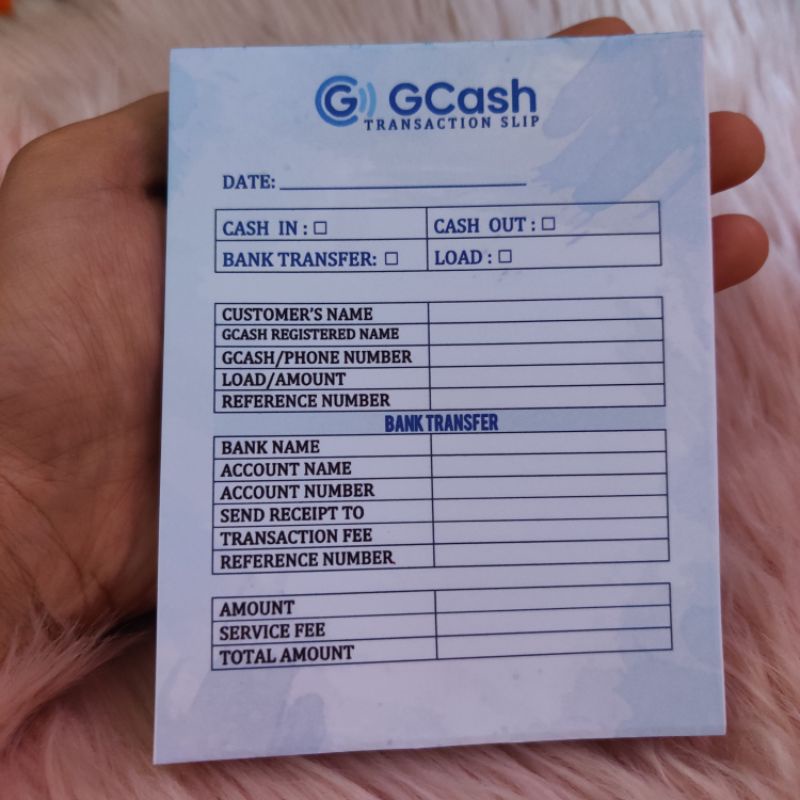 G GCash
TRANSACTION SLIP
DATE:
CASH IN : ☐ CASH OUT : ☐
BANK TRANSFER: ☐ LOAD : ☐
CUSTOMER'S NAME
GCASH REGISTERED NAME
GCASH/PHONE NUMBER
LOAD/AMOUNT
REFERENCE NUMBER
BANK TRANSFER
BANK NAME
ACCOUNT NAME
ACCOUNT NUMBER
SEND RECEIPT TO
TRANSACTION FEE
REFERENCE NUMBER
AMOUNT
SERVICE FEE
TOTAL AMOUNT